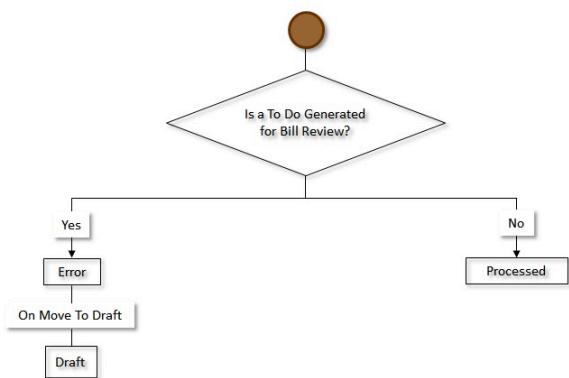 Is a To Do Generated
for Bill Review?
Yes
No
Error
Processed
On Move To Draft
Draft